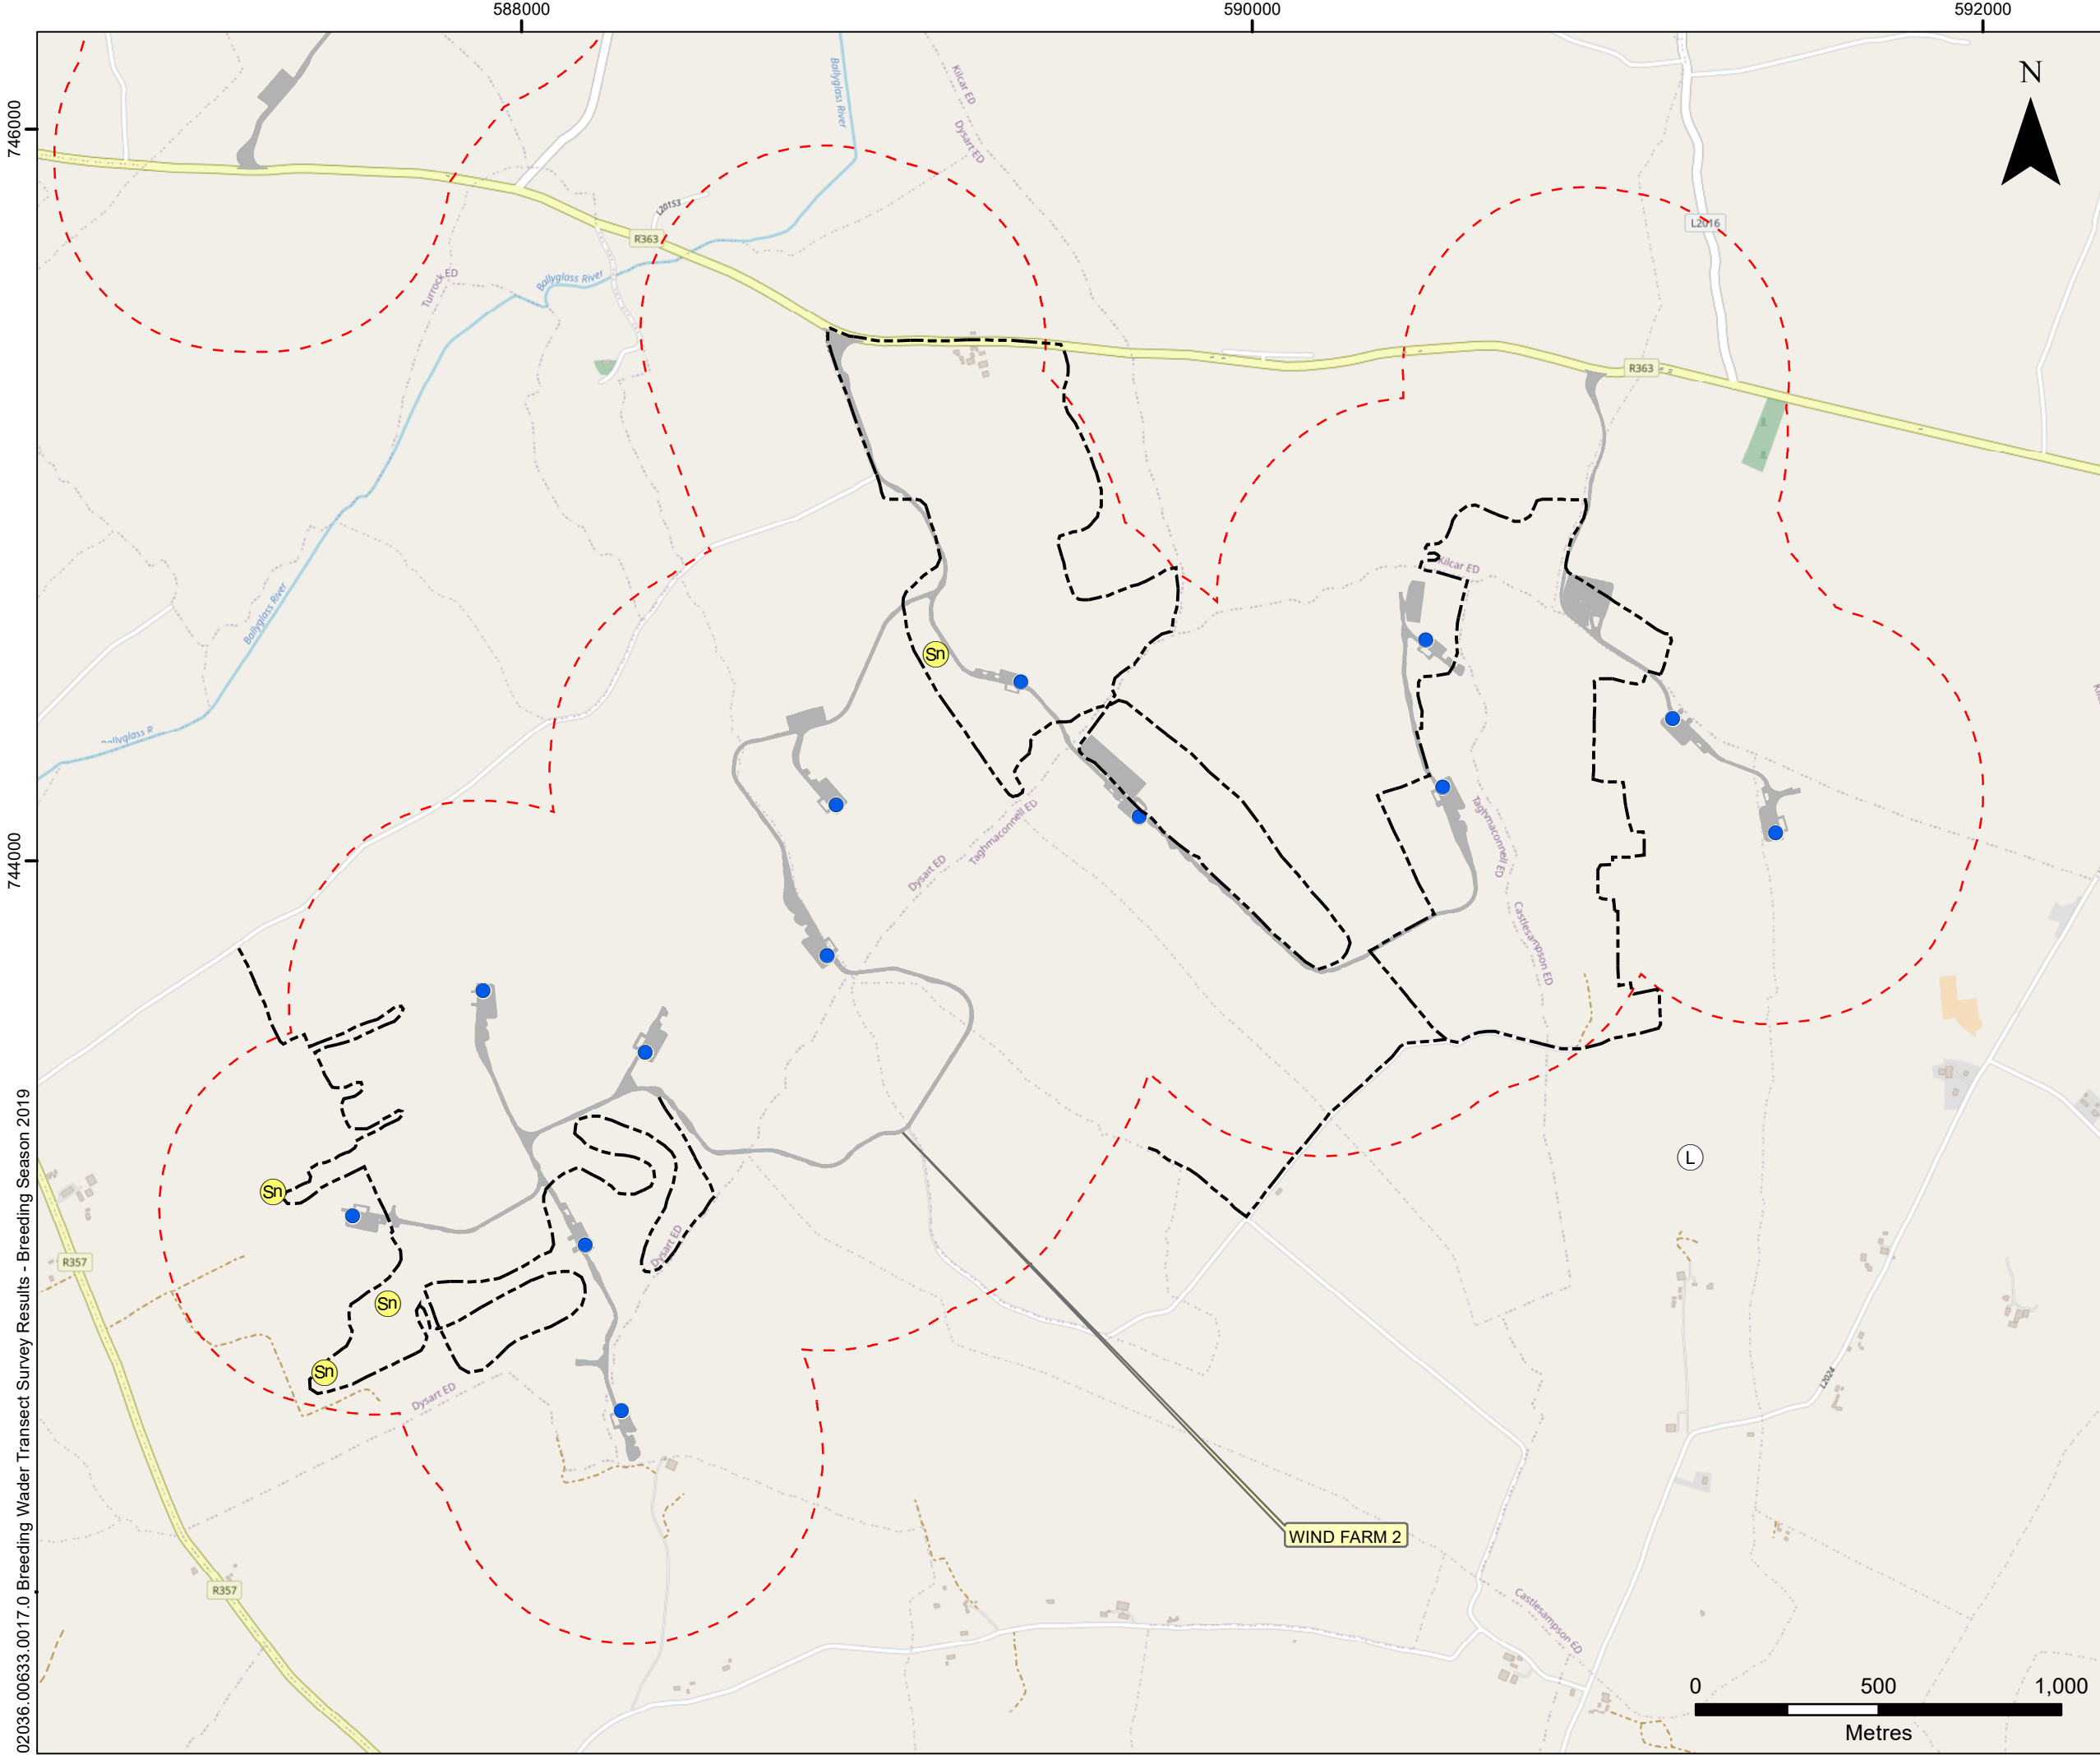 588000
590000
592000
746000
744000
N
Ballyglass River
Kilcar ED
Dysart ED
L20153
R363
L2016
Ballyglass River
Turrock ED
R363
Kilcar ED
Ballyglass River
Sn
Ballyglass R
Taghmaconnell ED
Dysart ED
Taghmaconnell ED
Castlesampson ED
L
Sn
Dysart ED
R357
Sn
Sn
Dysart ED
L2024
WIND FARM 2
R357
Castlesampson ED
0 500 1,000
Metres
02036.00633.0017.0 Breeding Wader Transect Survey Results - Breeding Season 2019